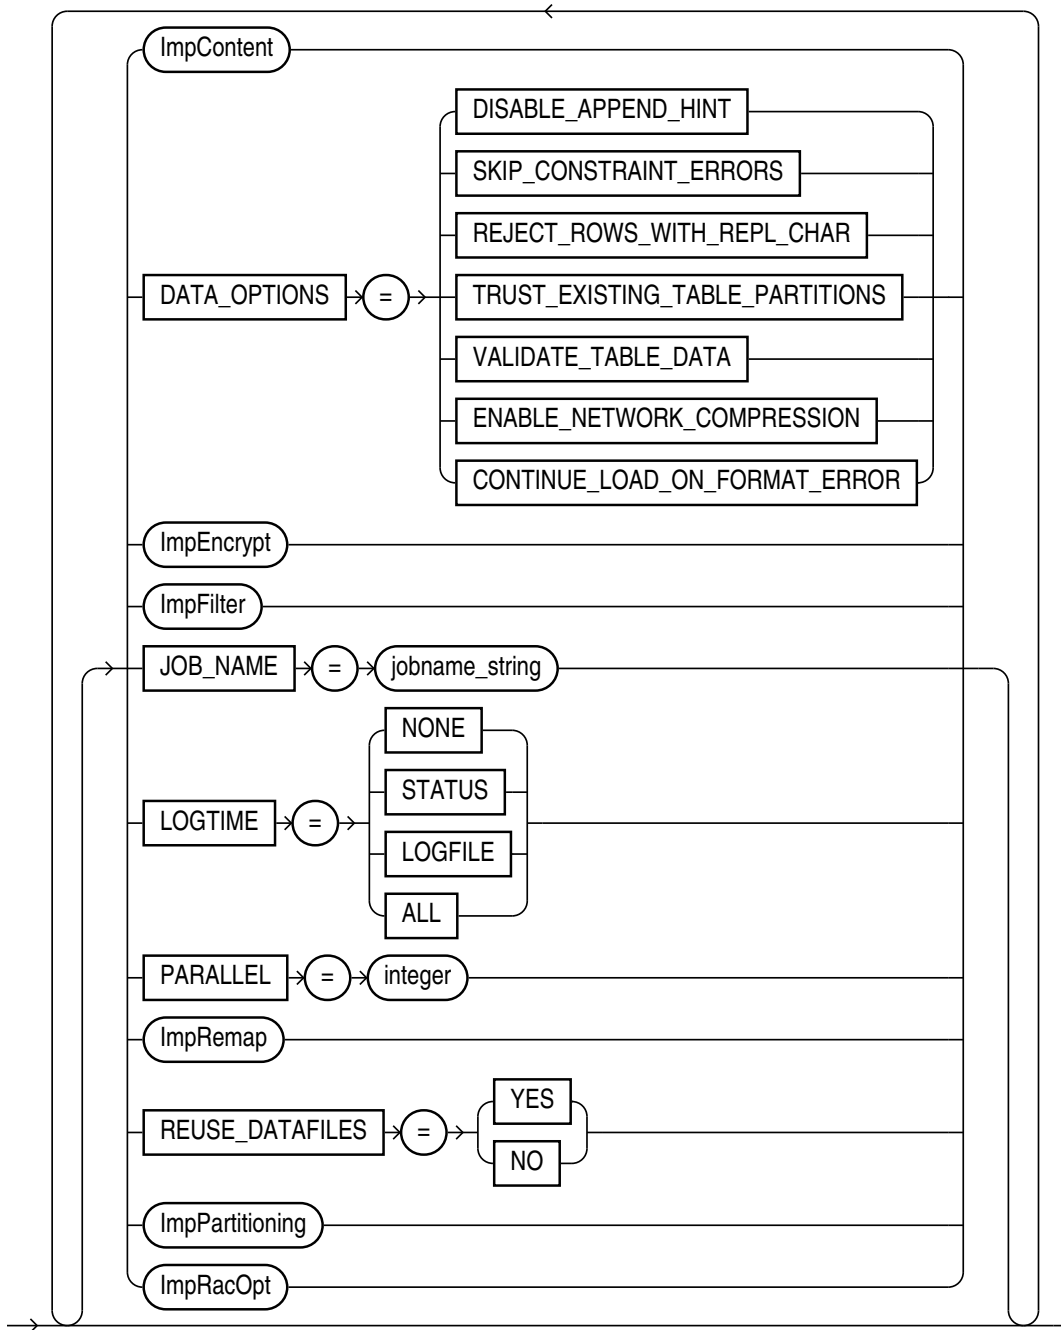 ImpContent
DISABLE_APPEND_HINT
SKIP_CONSTRAINT_ERRORS
REJECT_ROWS_WITH_REPL_CHAR
DATA_OPTIONS = TRUST_EXISTING_TABLE_PARTITIONS
VALIDATE_TABLE_DATA
ENABLE_NETWORK_COMPRESSION
CONTINUE_LOAD_ON_FORMAT_ERROR
ImpEncrypt
ImpFilter
JOB_NAME = jobname_string
NONE
STATUS
LOGTIME =
LOGFILE
ALL
PARALLEL = integer
ImpRemap
YES
REUSE_DATAFILES =
NO
ImpPartitioning
ImpRacOpt